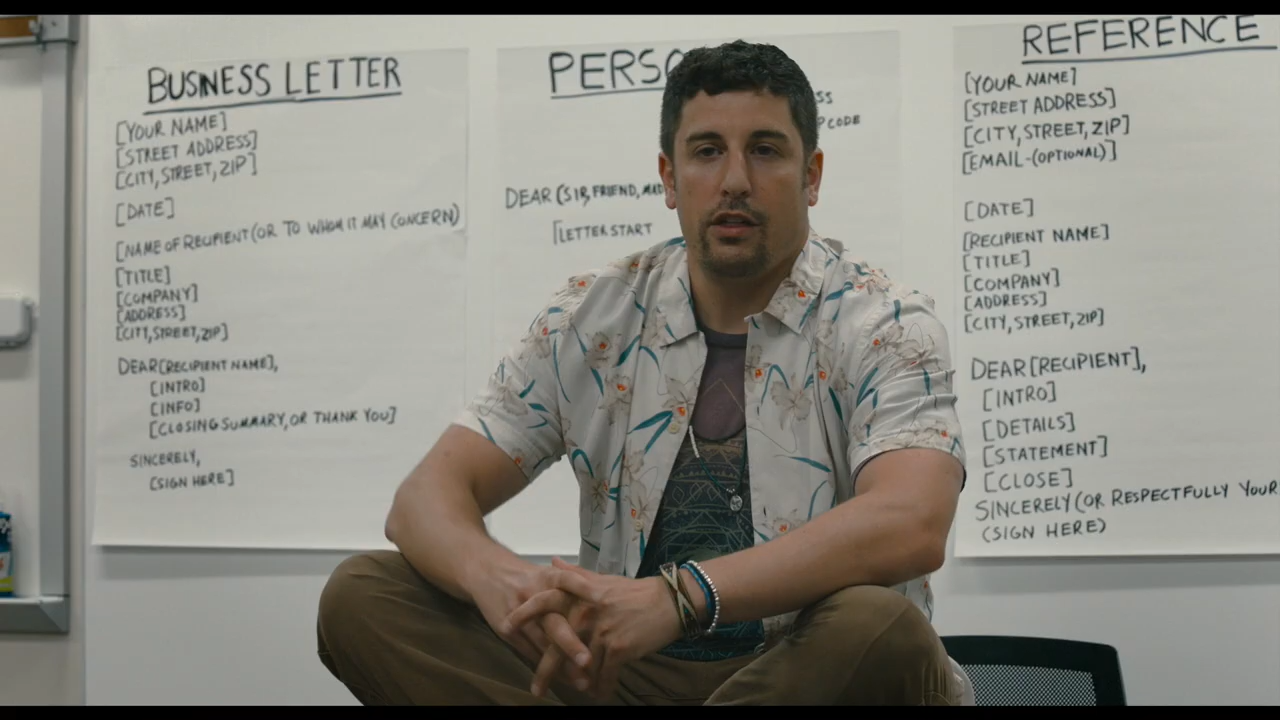 BUSINESS LETTER
[YOUR NAME]
[STREET ADDRESS]
[CITY, STREET, ZIP]
[DATE]
[NAME OF RECIPIENT (OR TO WHOM IT MAY CONCERN)
[TITLE]
[COMPANY]
[ADDRESS]
[CITY, STREET, ZIP]
DEAR [RECIPIENT NAME],
[INTRO]
[INFO]
[CLOSING SUMMARY, OR THANK YOU]
SINCERELY,
[SIGN HERE]
PERSO
SS
PCODE
DEAR (SIR, FRIEND, MAD
[LETTER START
REFERENCE
[YOUR NAME]
[STREET ADDRESS]
[CITY, STREET, ZIP]
[EMAIL-(OPTIONAL)]
[DATE]
[RECIPIENT NAME]
[TITLE]
[COMPANY]
[ADDRESS]
[CITY, STREET, ZIP]
DEAR [RECIPIENT],
[INTRO]
[DETAILS]
[STATEMENT]
[CLOSE]
SINCERELY (OR RESPECTFULLY YOUR
(SIGN HERE)